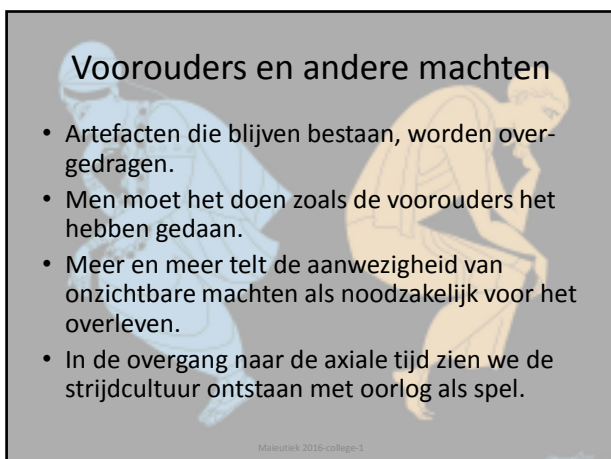 Voorouders en andere machten
• Artefacten die blijven bestaan, worden over-
gedragen.
• Men moet het doen zoals de voorouders het
hebben gedaan.
• Meer en meer telt de aanwezigheid van
onzichtbare machten als noodzakelijk voor het
overleven.
• In de overgang naar de axiale tijd zien we de
strijdcultuur ontstaan met oorlog als spel.
Maieutiek 2016-college-1